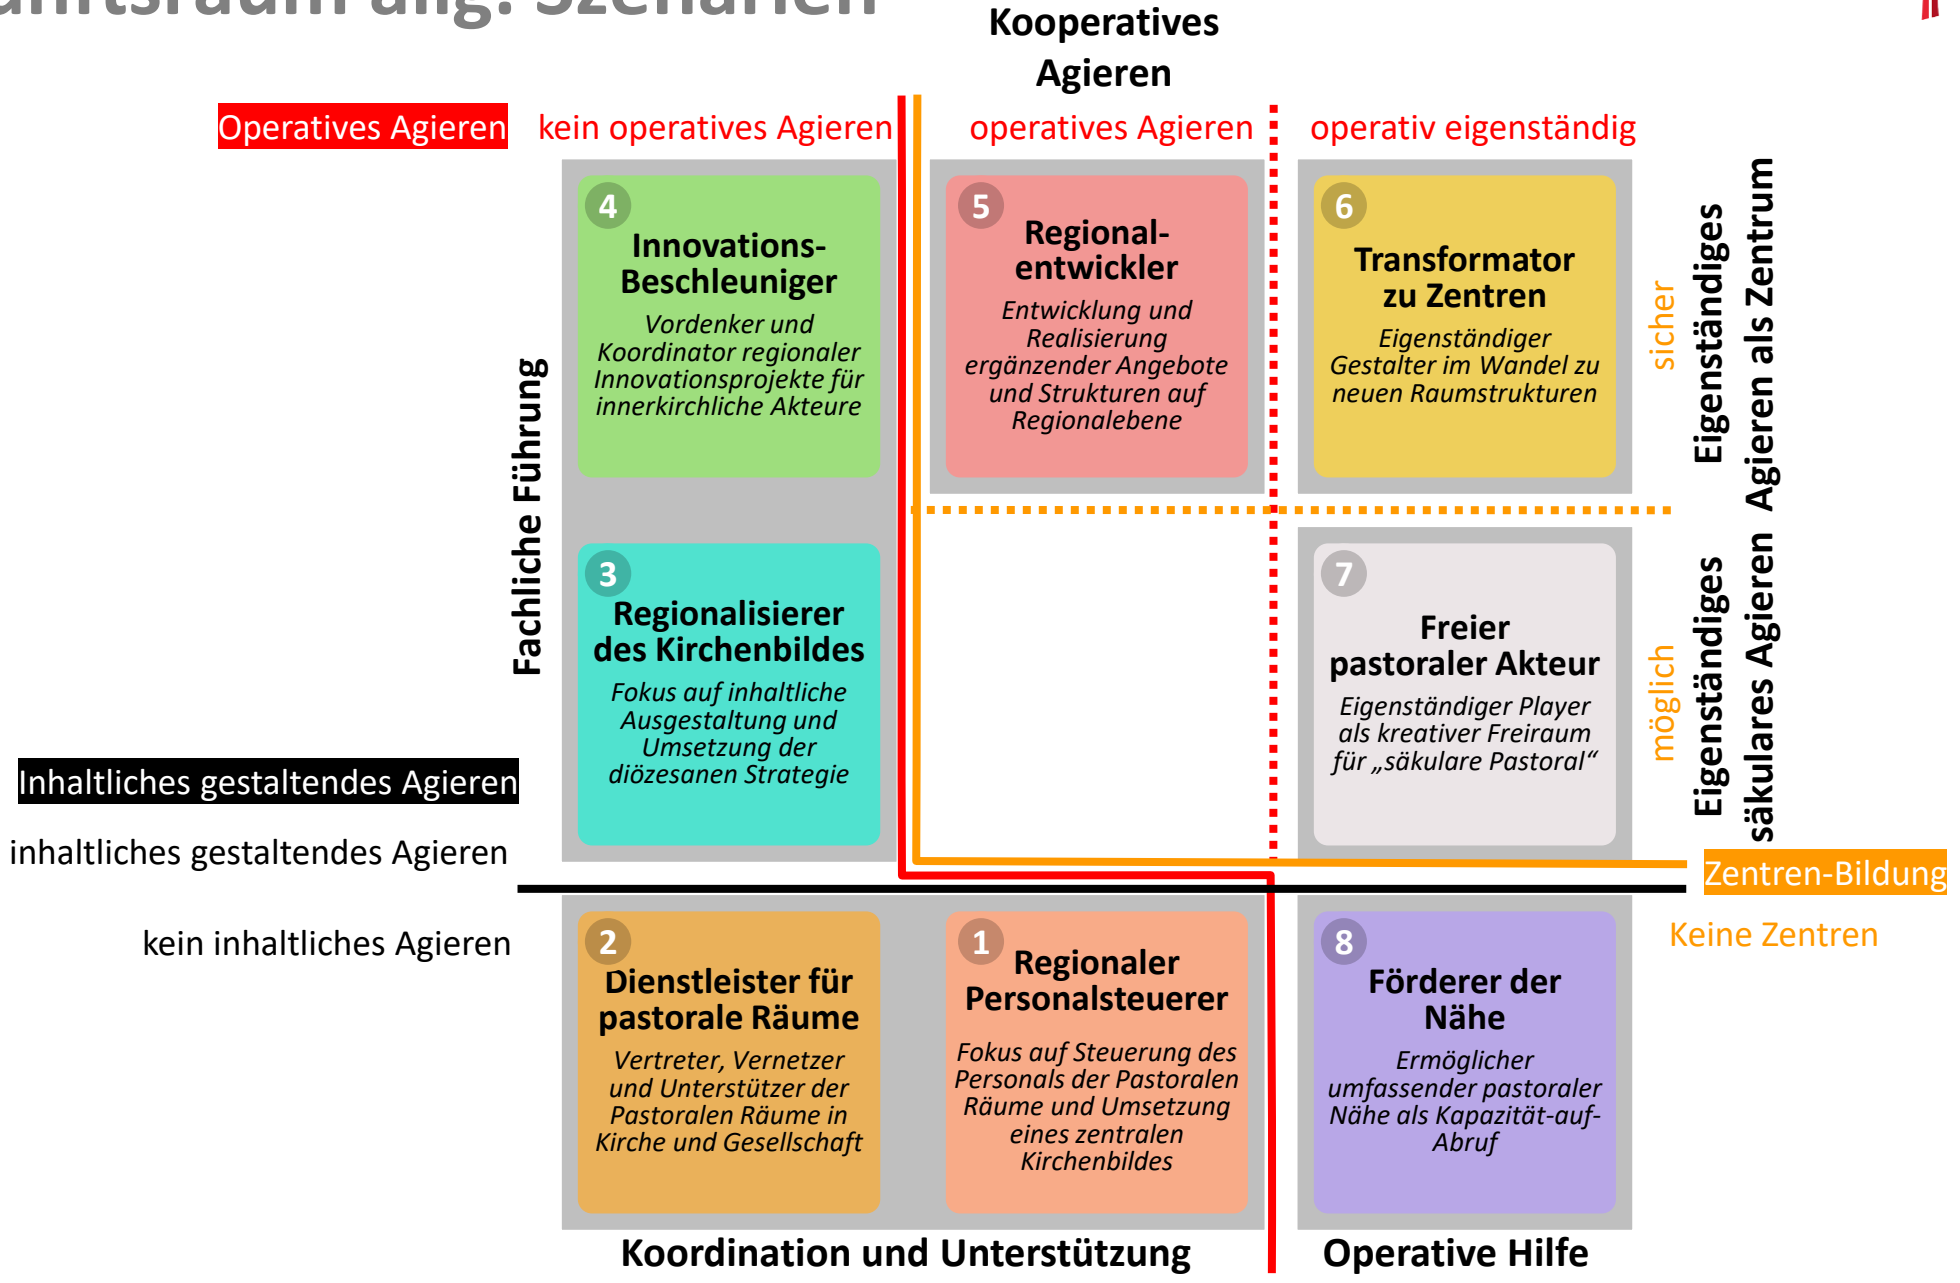 allg. Szenarien
Kooperatives
Agieren
Operatives Agieren
kein operatives Agieren
operatives Agieren
operativ eigenständig
4
Innovations-
Beschleuniger
Vordenker und
Koordinator regionaler
Innovationsprojekte für
innerkirchliche Akteure
5
Regional-
entwickler
Entwicklung und
Realisierung
ergänzender Angebote
und Strukturen auf
Regionalebene
6
Transformator
zu Zentren
Eigenständiger
Gestalter im Wandel zu
neuen Raumstrukturen
sicher
Eigenständiges
Agieren als Zentrum
Fachliche Führung
3
Regionalisierer
des Kirchenbildes
Fokus auf inhaltliche
Ausgestaltung und
Umsetzung der
diözesanen Strategie
7
Freier
pastoraler Akteur
Eigenständiger Player
als kreativer Freiraum
für „säkulare Pastoral“
möglich
Eigenständiges
säkulares Agieren
Inhaltliches gestaltendes Agieren
inhaltliches gestaltendes Agieren
Zentren-Bildung
kein inhaltliches Agieren
Keine Zentren
2
Dienstleister für
pastorale Räume
Vertreter, Vernetzer
und Unterstützer der
Pastoralen Räume in
Kirche und Gesellschaft
1
Regionaler
Personalsteuerer
Fokus auf Steuerung des
Personals der Pastoralen
Räume und Umsetzung
eines zentralen
Kirchenbildes
8
Förderer der
Nähe
Ermöglicher
umfassender pastoraler
Nähe als Kapazität-auf-
Abruf
Koordination und Unterstützung
Operative Hilfe